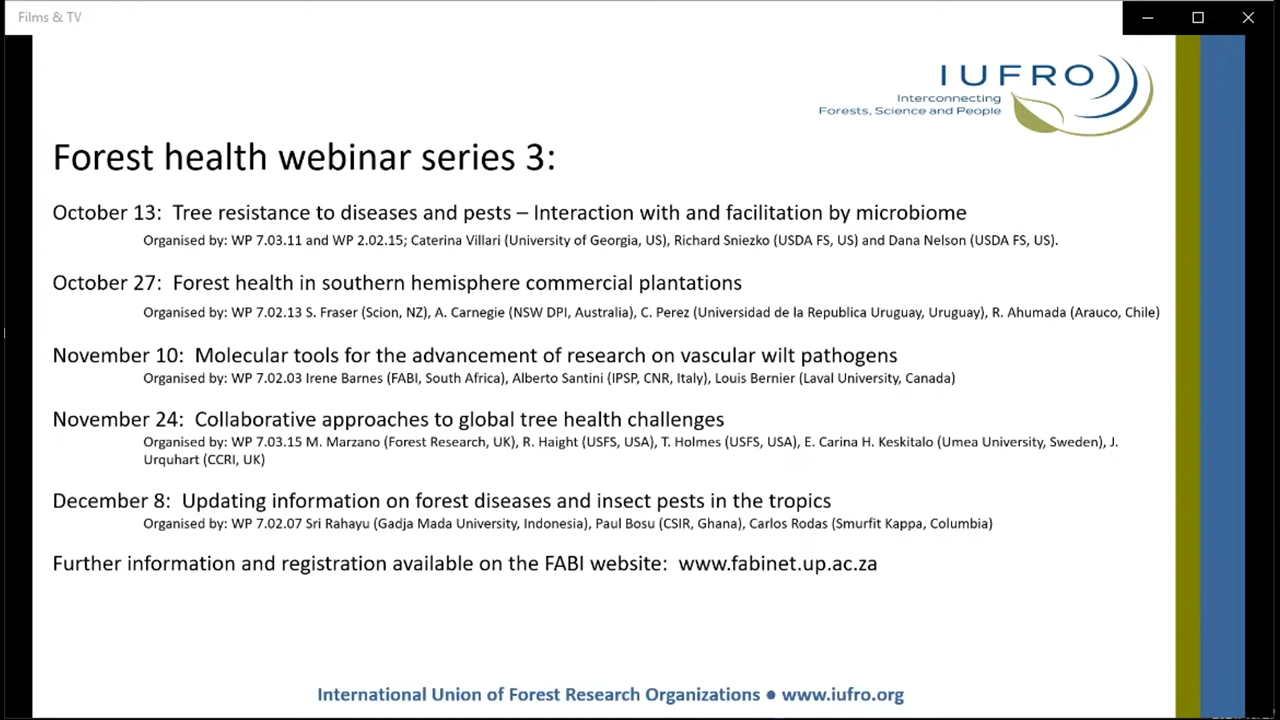 Films & TV
IUFRO
Interconnecting
Forests, Science and People
Forest health webinar series 3:
October 13: Tree resistance to diseases and pests – Interaction with and facilitation by microbiome
Organised by: WP 7.03.11 and WP 2.02.15; Caterina Villari (University of Georgia, US), Richard Sniezko (USDA FS, US) and Dana Nelson (USDA FS, US).
October 27: Forest health in southern hemisphere commercial plantations
Organised by: WP 7.02.13 S. Fraser (Scion, NZ), A. Carnegie (NSW DPI, Australia), C. Perez (Universidad de la Republica Uruguay, Uruguay), R. Ahumada (Arauco, Chile)
November 10: Molecular tools for the advancement of research on vascular wilt pathogens
Organised by: WP 7.02.03 Irene Barnes (FABI, South Africa), Alberto Santini (IPSP, CNR, Italy), Louis Bernier (Laval University, Canada)
November 24: Collaborative approaches to global tree health challenges
Organised by: WP 7.03.15 M. Marzano (Forest Research, UK), R. Haight (USFS, USA), T. Holmes (USFS, USA), E. Carina H. Keskitalo (Umea University, Sweden), J.
Urquhart (CCRI, UK)
December 8: Updating information on forest diseases and insect pests in the tropics
Organised by: WP 7.02.07 Sri Rahayu (Gadja Mada University, Indonesia), Paul Bosu (CSIR, Ghana), Carlos Rodas (Smurfit Kappa, Columbia)
Further information and registration available on the FABI website: www.fabinet.up.ac.za
International Union of Forest Research Organizations ● www.iufro.org